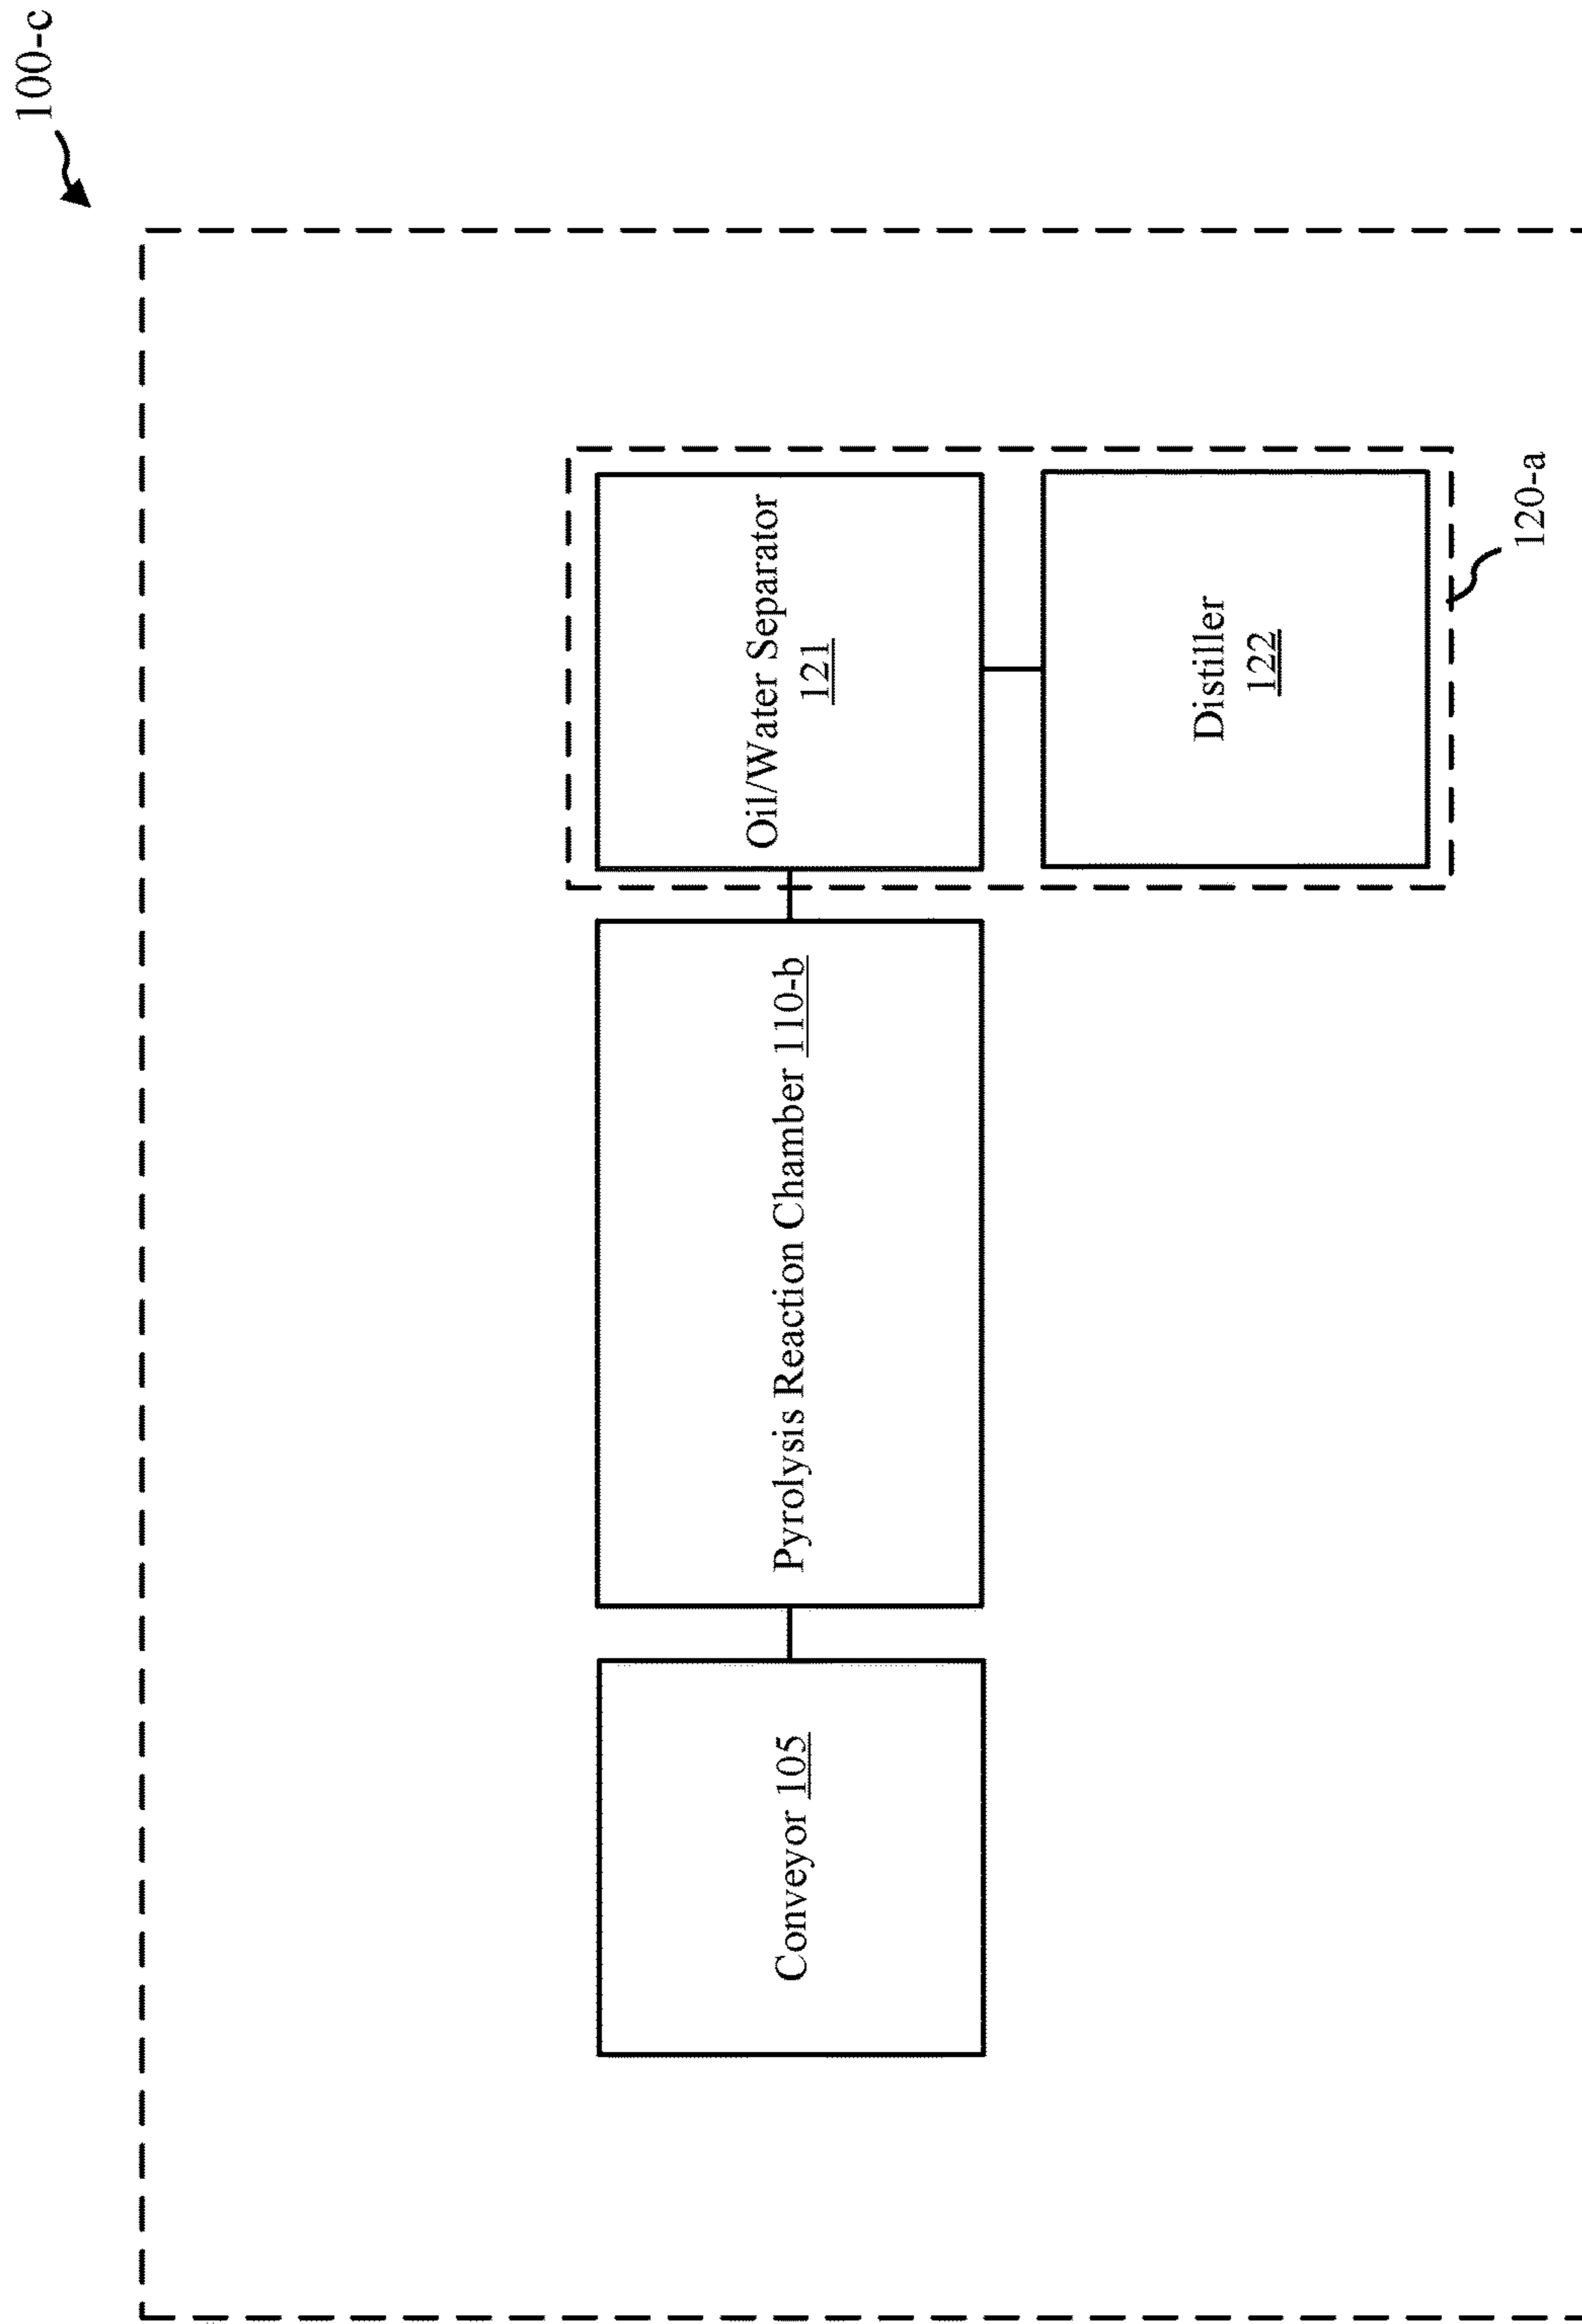 100-c
Conveyor 105
Pyrolysis Reaction Chamber 110-b
Oil/Water Separator
121
Distiller
122
120-a